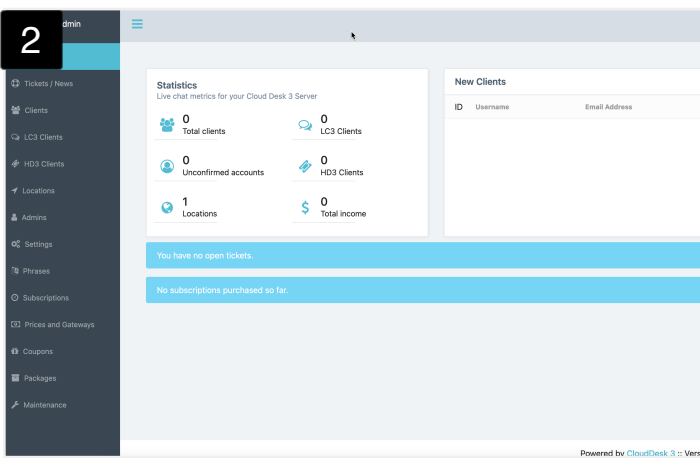 2
dmin
Tickets / News
Clients
LC3 Clients
HD3 Clients
Locations
Admins
Settings
Phrases
Subscriptions
Prices and Gateways
Coupons
Packages
Maintenance
Statistics
Live chat metrics for your Cloud Desk 3 Server
0
Total clients
0
LC3 Clients
0
Unconfirmed accounts
0
HD3 Clients
1
Locations
0
Total income
New Clients
ID Username Email Address
You have no open tickets.
No subscriptions purchased so far.
Powered by CloudDesk 3 :: Vers